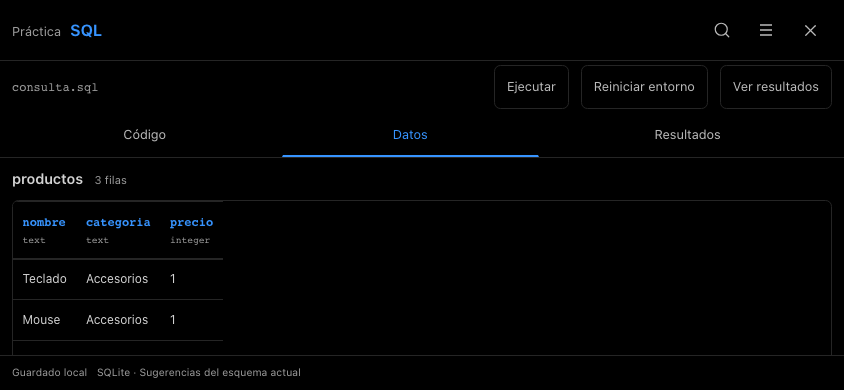 Práctica SQL
consulta.sql Ejecutar Reiniciar entorno Ver resultados
Código Datos Resultados
productos 3 filas
nombre categoria precio
text text integer
Teclado Accesorios 1
Mouse Accesorios 1
Guardado local SQLite · Sugerencias del esquema actual